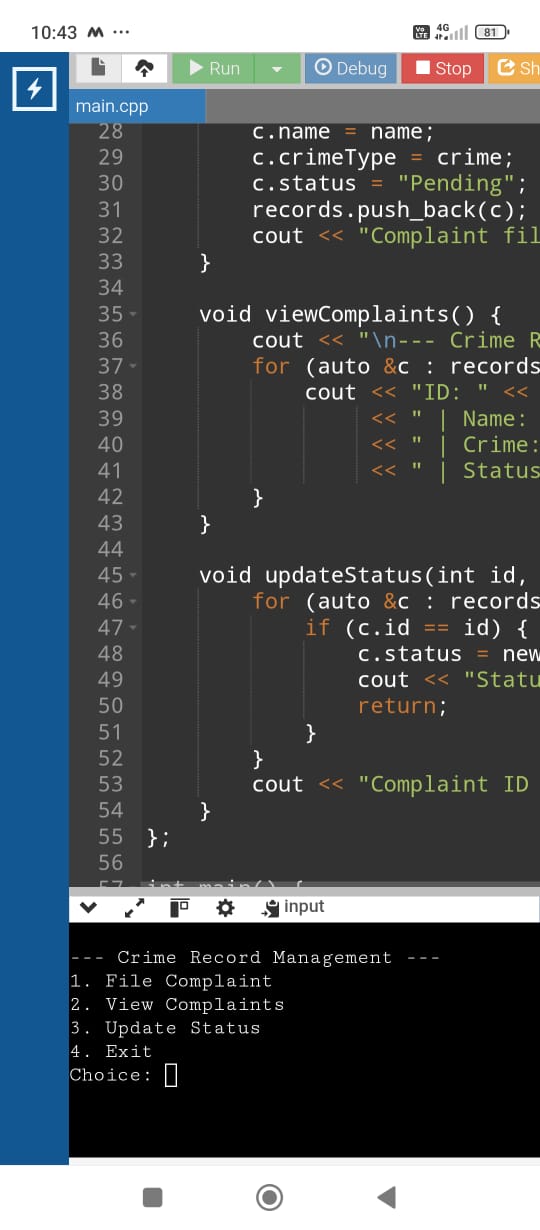 10:43 ... Vo LTE 4G 81
Run Debug Stop Sh
main.cpp
28 c.name = name;
29 c.crimeType = crime;
30 c.status = "Pending";
31 records.push_back(c);
32 cout << "Complaint fil
33 }
34
35 void viewComplaints() {
36 cout << "\n--- Crime R
37 for (auto &c : records
38 cout << "ID: " <<
39 << " | Name:
40 << " | Crime:
41 << " | Status
42 }
43 }
44
45 void updateStatus(int id,
46 for (auto &c : records
47 if (c.id == id) {
48 c.status = new
49 cout << "Statu
50 return;
51 }
52 }
53 cout << "Complaint ID
54 }
55 };
56
57 int main() {
input
--- Crime Record Management ---
1. File Complaint
2. View Complaints
3. Update Status
4. Exit
Choice: